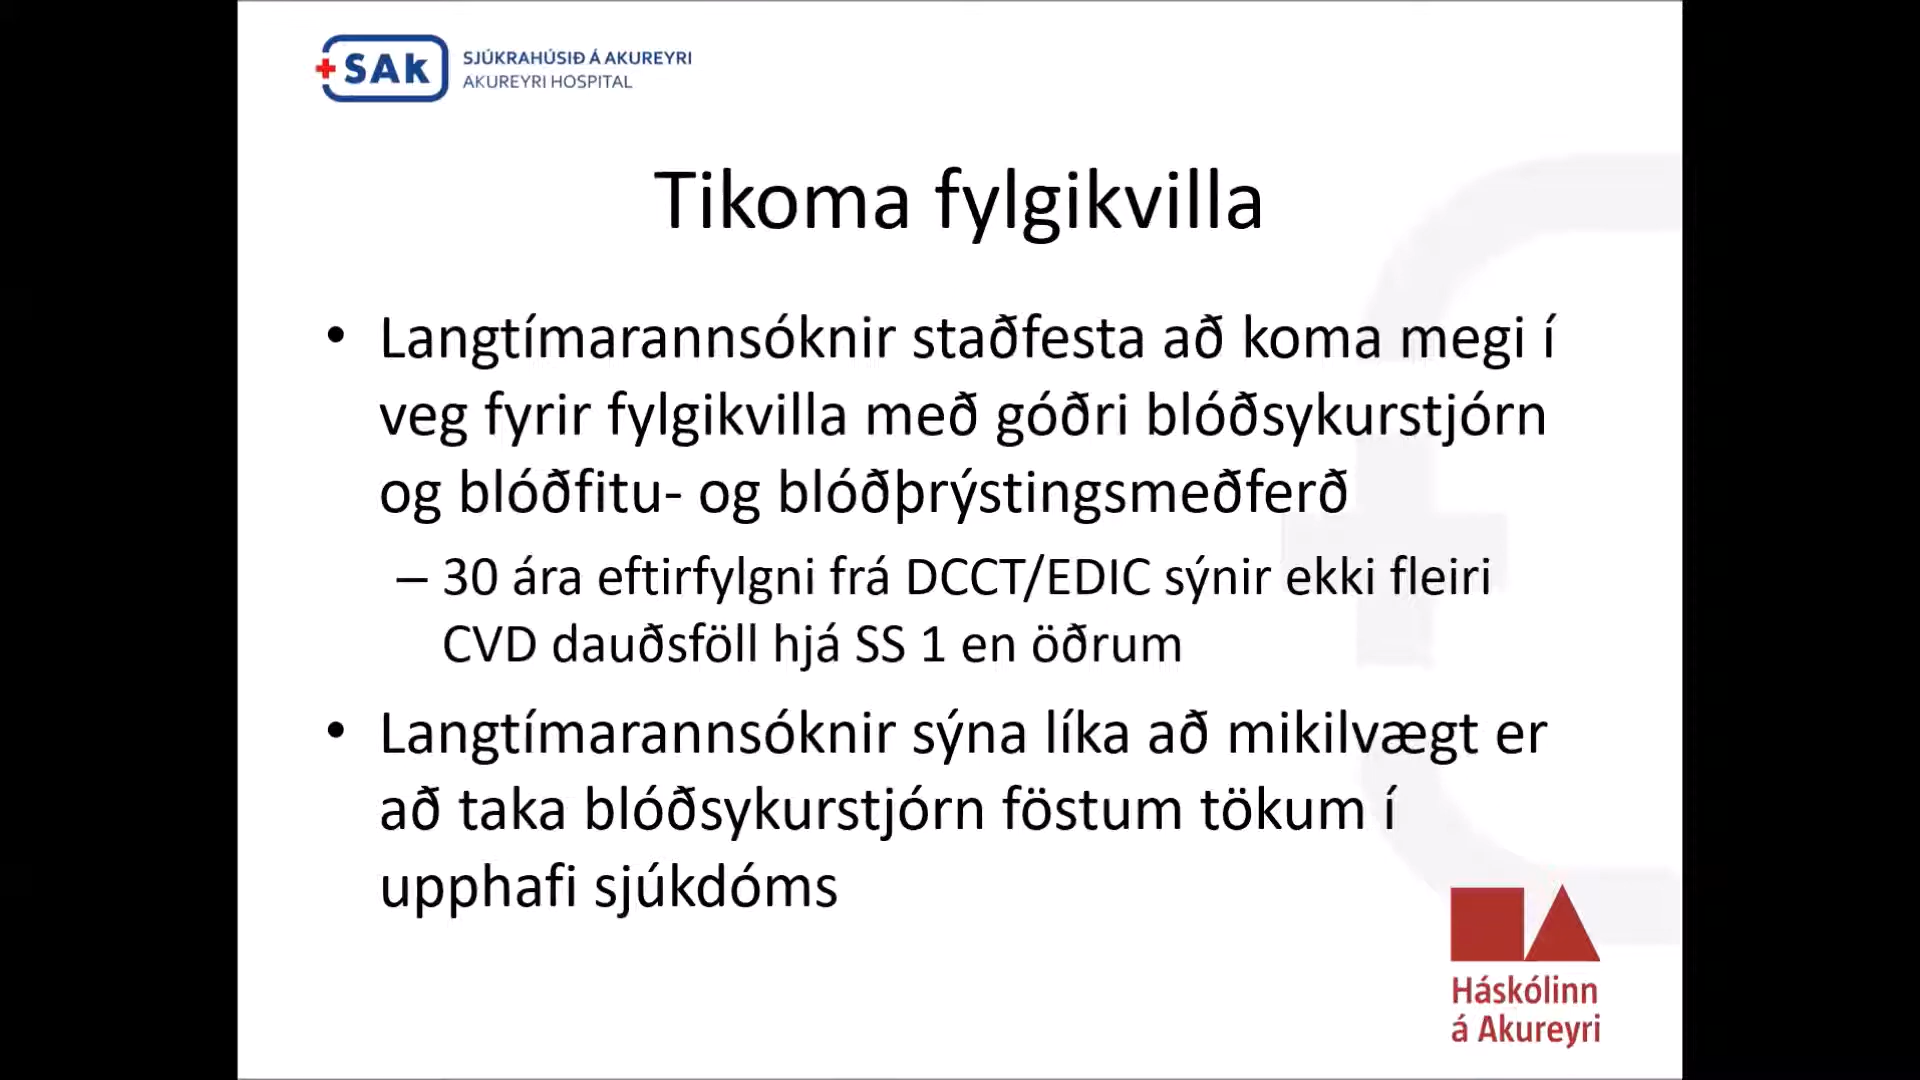 SAk
SJÚKRAHÚSIÐ Á AKUREYRI
AKUREYRI HOSPITAL
Tikoma fylgikvilla
• Langtímarannsóknir staðfesta að koma megi í
veg fyrir fylgikvilla með góðri blóðsykurstjórn
og blóðfitu- og blóðþrýstingsmeðferð
– 30 ára eftirfylgni frá DCCT/EDIC sýnir ekki fleiri
CVD dauðsföll hjá SS 1 en öðrum
• Langtímarannsóknir sýna líka að mikilvægt er
að taka blóðsykurstjórn föstum tökum í
upphafi sjúkdóms
Háskólinn
á Akureyri